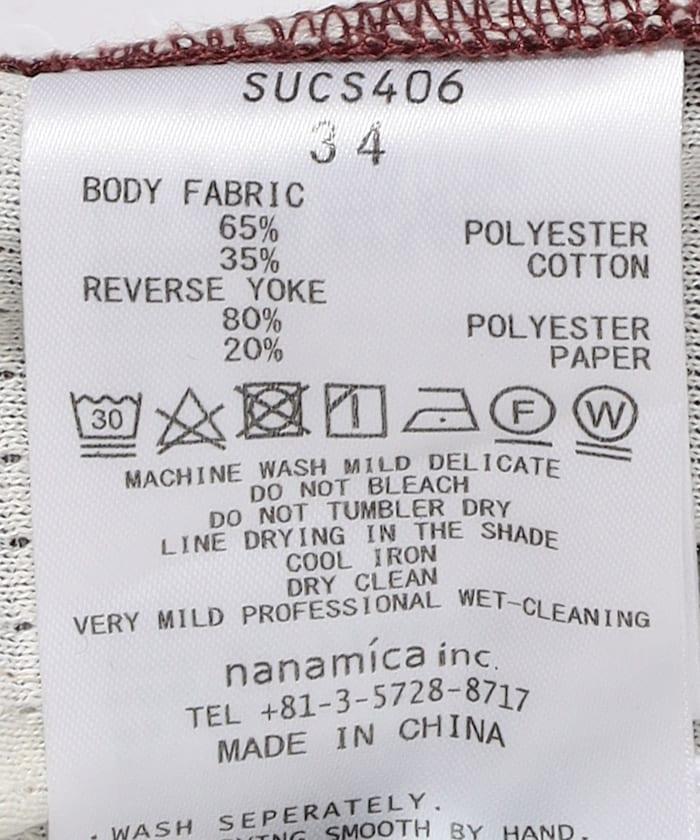 SUCS406
34
BODY FABRIC
65% POLYESTER
35% COTTON
REVERSE YOKE
80% POLYESTER
20% PAPER
30 F W
MACHINE WASH MILD DELICATE
DO NOT BLEACH
DO NOT TUMBLER DRY
LINE DRYING IN THE SHADE
COOL IRON
DRY CLEAN
VERY MILD PROFESSIONAL WET-CLEANING
nanamíca inc.
TEL +81-3-5728-8717
MADE IN CHINA
. WASH SEPERATELY.
SMOOTH BY HAND.